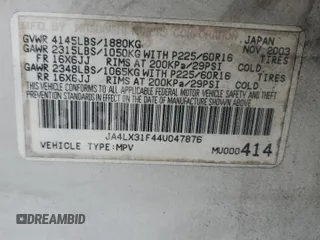 CORPORATION JAPAN
GVWR 4145LBS/1880KG NOV 2003
GAWR 2315LBS/1050KG WITH P225/60R16
FR 16X6JJ RIMS AT 200KPa/29PSI COLD
GAWR 2348LBS/1065KG WITH P225/60R16
RR 16X6JJ RIMS AT 200KPa/29PSI COLD
THIS VEHICLE CONFORMS TO ALL APPLICABLE
FEDERAL MOTOR VEHICLE SAFETY AND
THEFT PREVENTION STANDARDS IN EFFECT ON
THE DATE OF MANUFACTURE SHOWN ABOVE.
JA4LX31F44U047876
VEHICLE TYPE:MPV MU000414
AUTOBIDMASTER